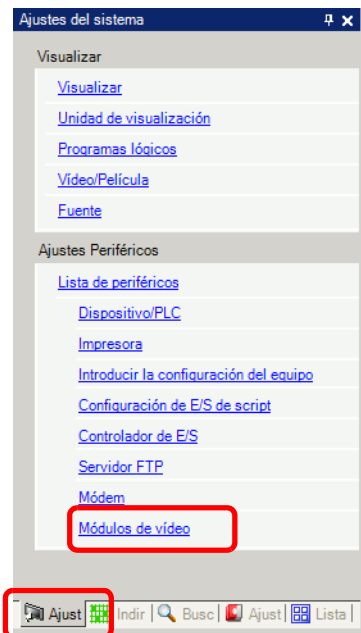 Ajustes del sistema
Visualizar
Visualizar
Unidad de visualización
Programas lógicos
Vídeo/Película
Fuente
Ajustes Periféricos
Lista de periféricos
Dispositivo/PLC
Impresora
Introducir la configuración del equipo
Configuración de E/S de script
Controlador de E/S
Servidor FTP
Módem
Módulos de vídeo
Ajust Indir Busc Ajust Lista